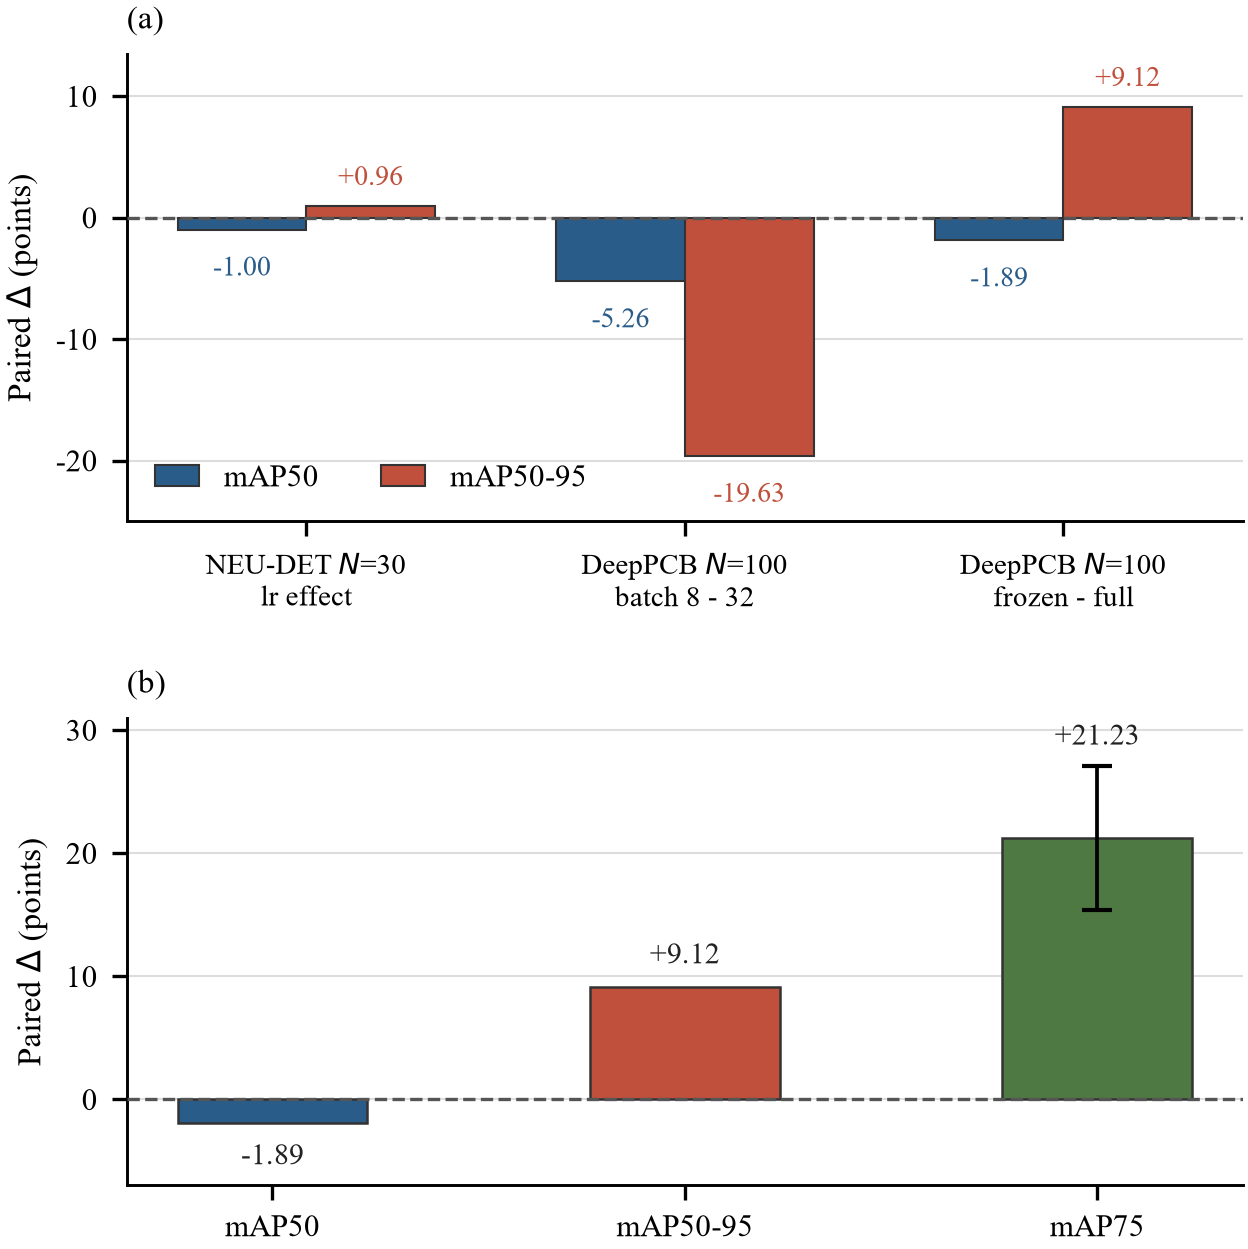 (a)
Paired Δ (points)
10
0
-10
-20
-1.00
+0.96
-5.26
-19.63
-1.89
+9.12
mAP50
mAP50-95
NEU-DET N=30
lr effect
DeepPCB N=100
batch 8 - 32
DeepPCB N=100
frozen - full
(b)
Paired Δ (points)
30
20
10
0
-1.89
+9.12
+21.23
mAP50
mAP50-95
mAP75